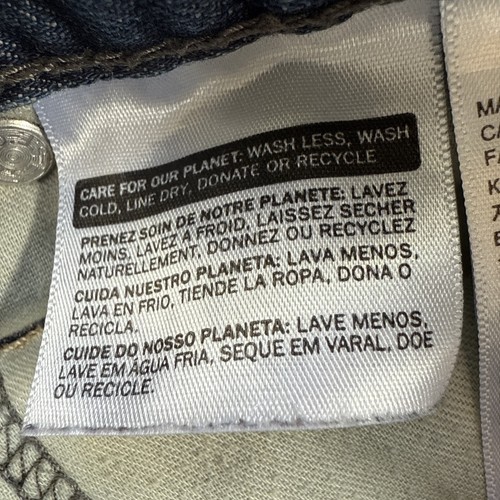 CARE FOR OUR PLANET: WASH LESS, WASH
COLD, LINE DRY, DONATE OR RECYCLE
PRENEZ SOIN DE NOTRE PLANETE: LAVEZ
MOINS, LAVEZ À FROID, LAISSEZ SECHER
NATURELLEMENT, DONNEZ OU RECYCLEZ
CUIDA NUESTRO PLANETA: LAVA MENOS,
LAVA EN FRIO, TIENDE LA ROPA, DONA O
RECICLA.
CUIDE DO NOSSO PLANETA: LAVE MENOS,
LAVE EM ÁGUA FRIA, SEQUE EM VARAL, DOE
OU RECICLE.